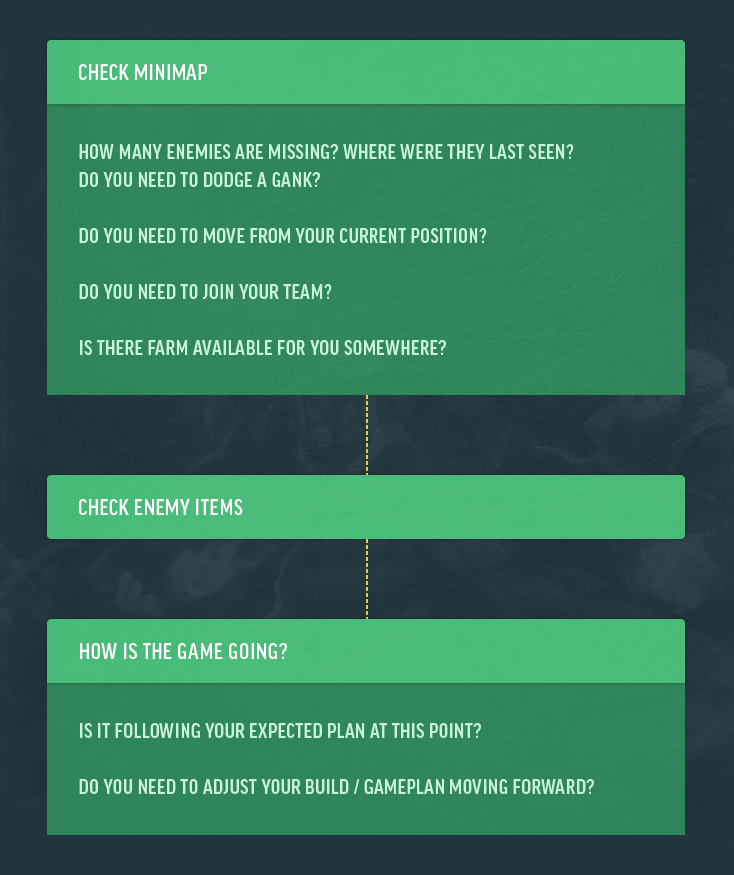 CHECK MINIMAP
HOW MANY ENEMIES ARE MISSING? WHERE WERE THEY LAST SEEN?
DO YOU NEED TO DODGE A GANK?
DO YOU NEED TO MOVE FROM YOUR CURRENT POSITION?
DO YOU NEED TO JOIN YOUR TEAM?
IS THERE FARM AVAILABLE FOR YOU SOMEWHERE?
CHECK ENEMY ITEMS
HOW IS THE GAME GOING?
IS IT FOLLOWING YOUR EXPECTED PLAN AT THIS POINT?
DO YOU NEED TO ADJUST YOUR BUILD / GAMEPLAN MOVING FORWARD?